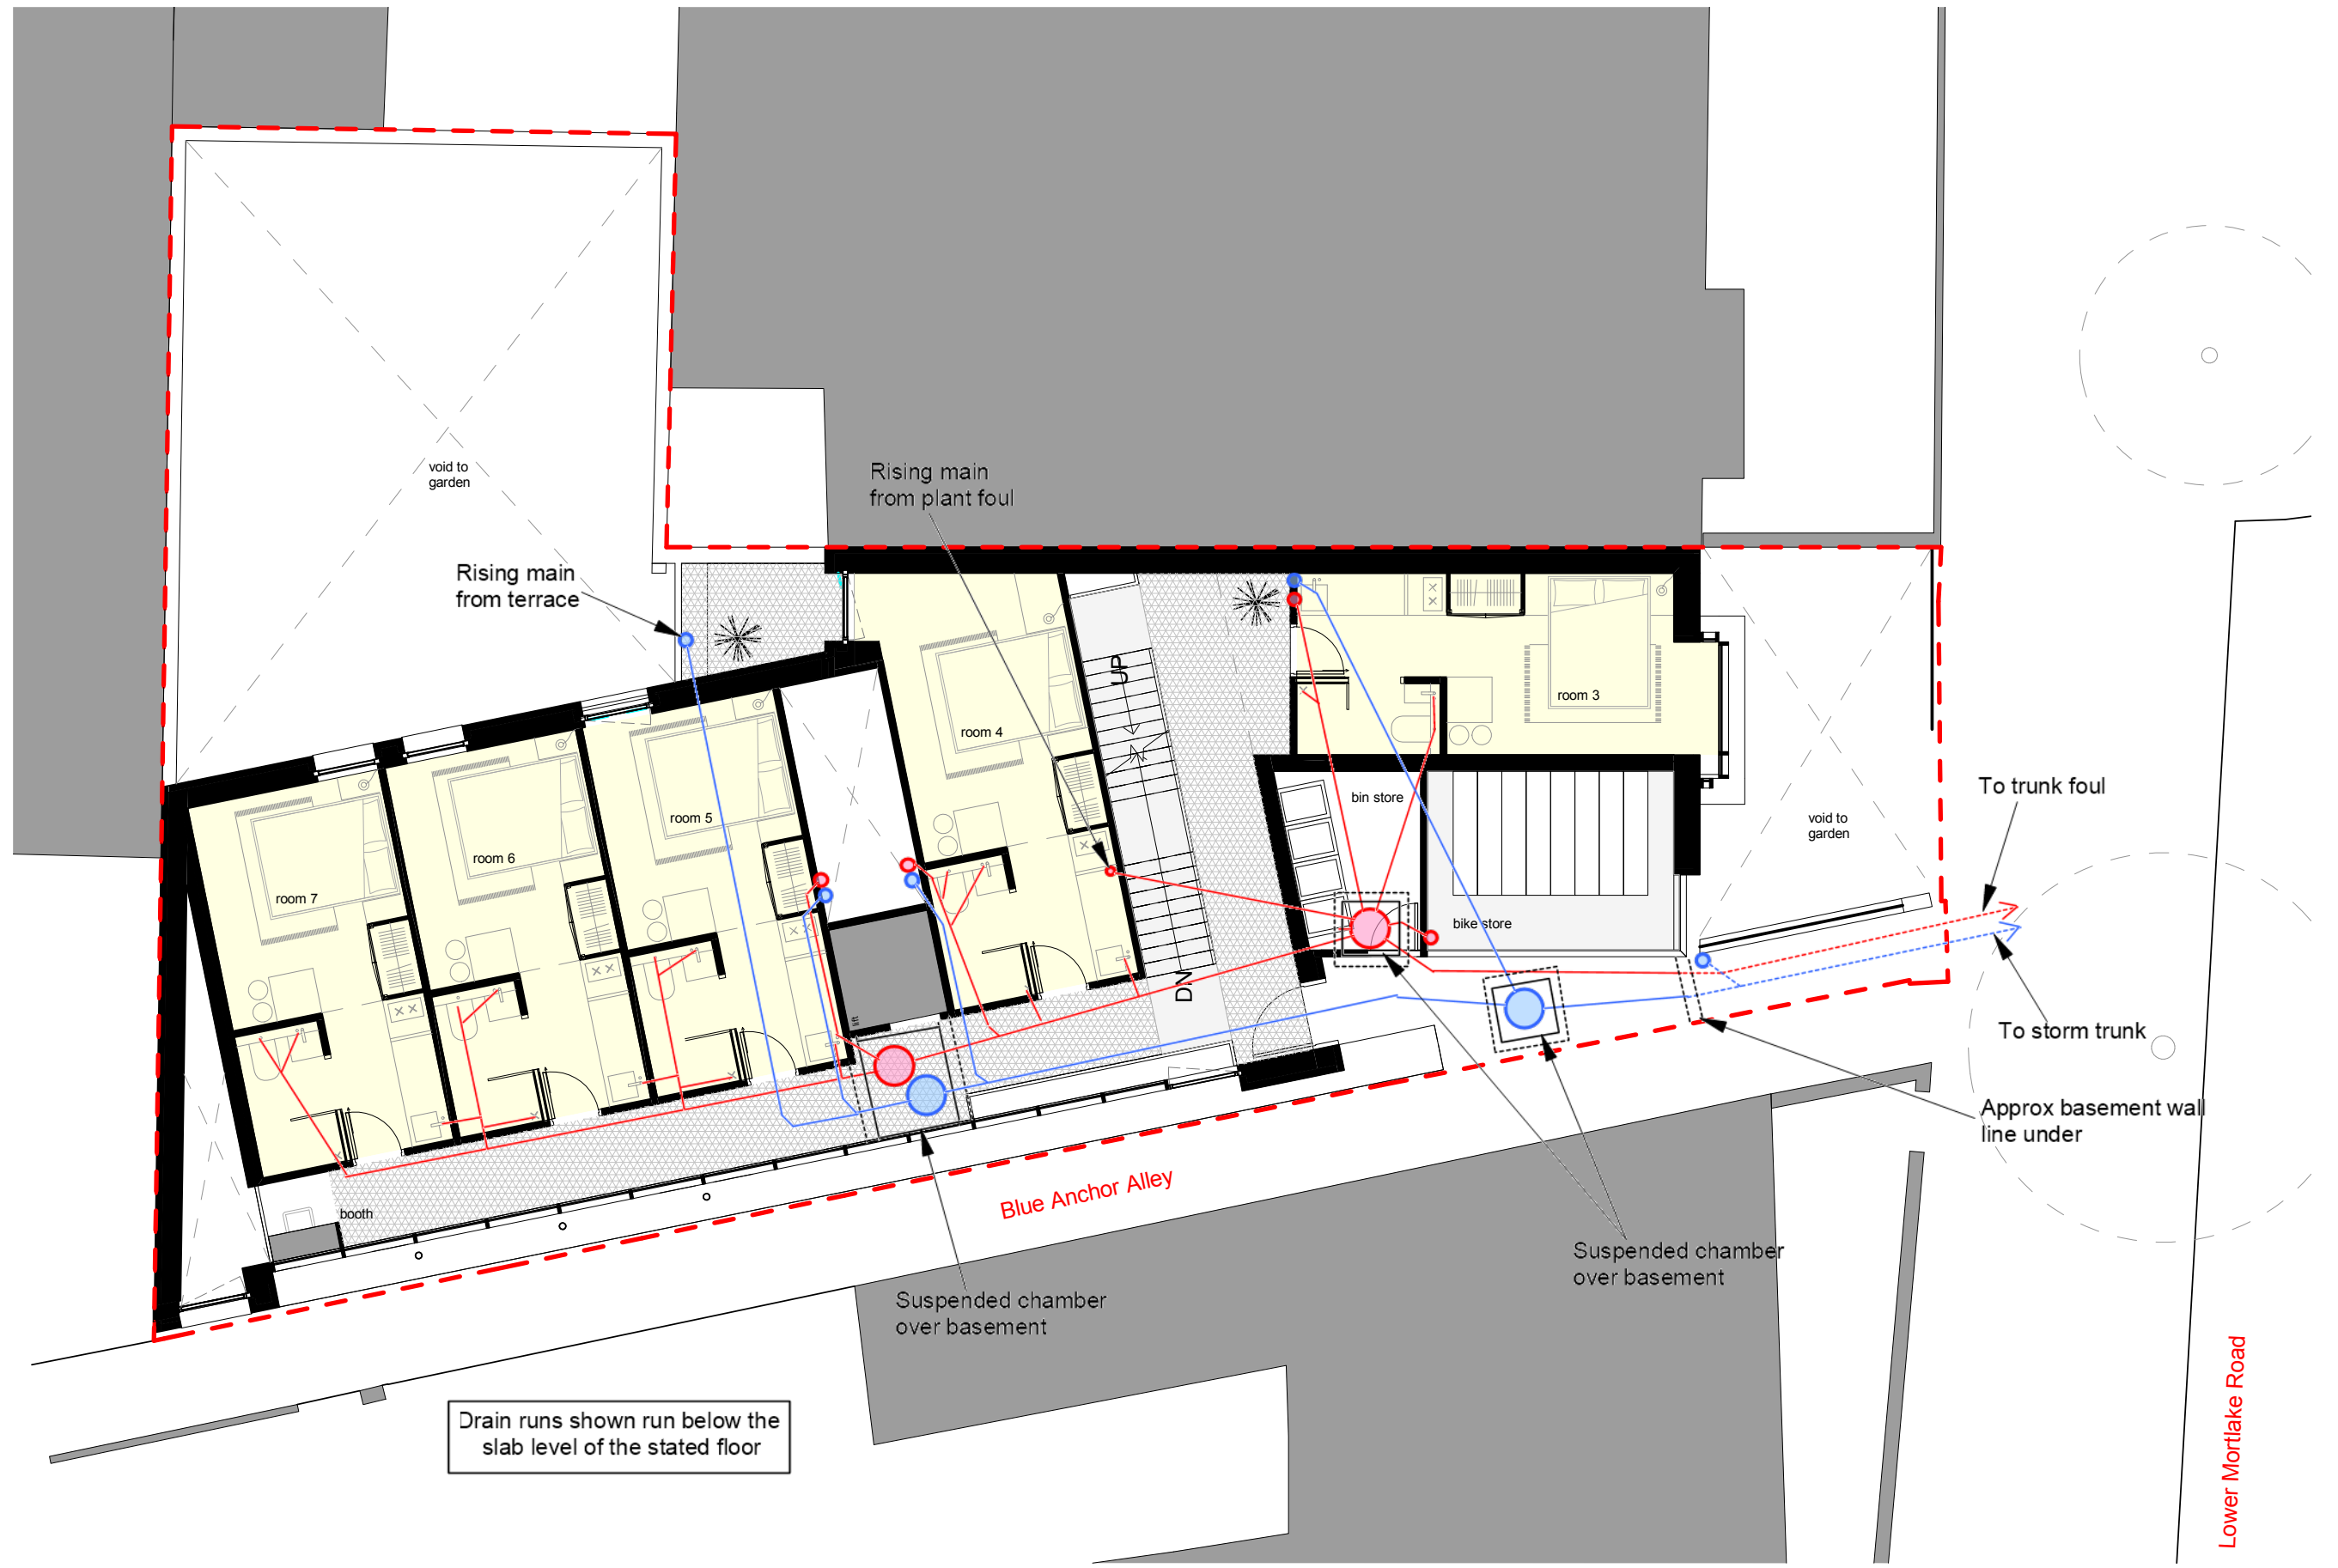 void to
garden
Rising main
from plant foul
Rising main
from terrace
UP
room 3
room 4
To trunk foul
bin store
room 5
void to
garden
room 6
room 7
bike store
DN
lift
To storm trunk
Approx basement wall
line under
Blue Anchor Alley
booth
Suspended chamber
over basement
Suspended chamber
over basement
Drain runs shown run below the
slab level of the stated floor
Lower Mortlake Road